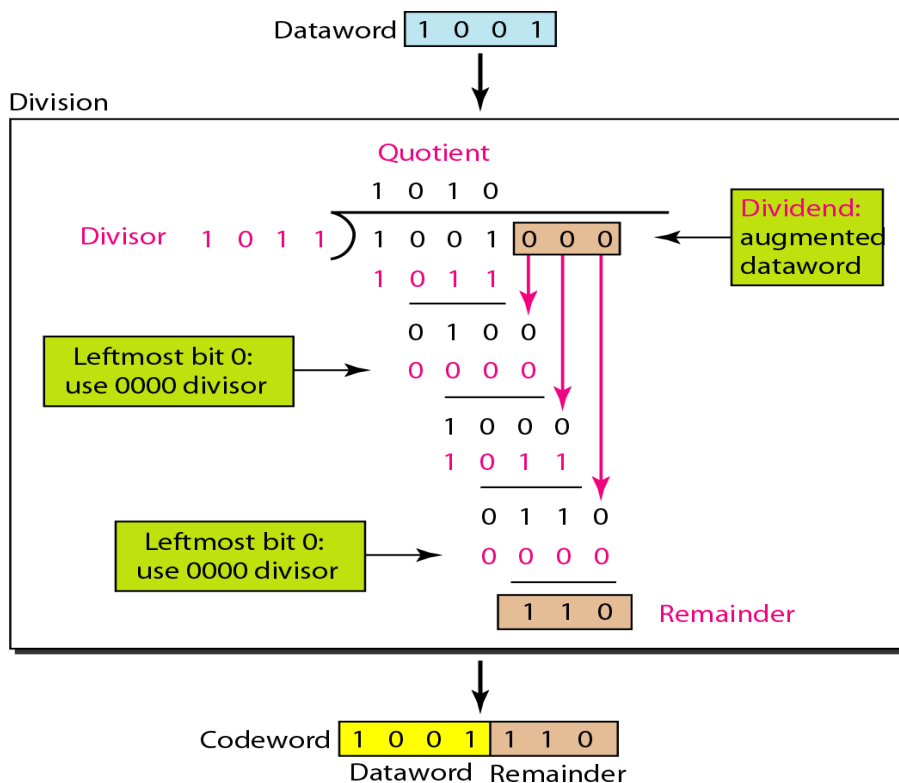 Dataword 1 0 0 1
Division
Quotient
1 0 1 0
Divisor 1 0 1 1 1 0 0 1 0 0 0
Dividend:
augmented
dataword
1 0 1 1
0 1 0 0
Leftmost bit 0:
use 0000 divisor
0 0 0 0
1 0 0 0
1 0 1 1
0 1 1 0
Leftmost bit 0:
use 0000 divisor
0 0 0 0
1 1 0 Remainder
Codeword 1 0 0 1 1 1 0
Dataword Remainder